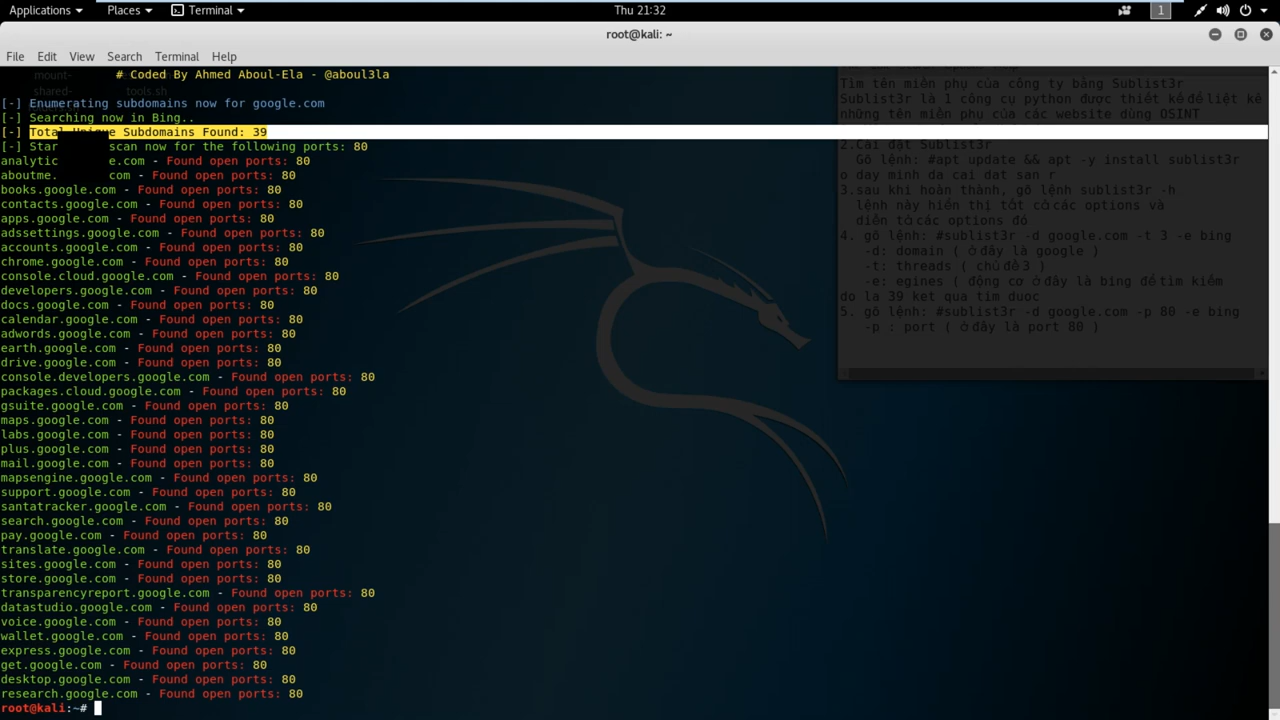 Applications
Places
Terminal
Thu 21:32
1
root@kali: ~
File Edit View Search Terminal Help
mount-
shared-
tools.sh
# Coded By Ahmed Aboul-Ela - @aboul3la
[-] Enumerating subdomains now for google.com
[-] Searching now in Bing..
[-] Total Unique Subdomains Found: 39
[-] Star scan now for the following ports: 80
analytic e.com - Found open ports: 80
aboutme. com - Found open ports: 80
books.google.com - Found open ports: 80
contacts.google.com - Found open ports: 80
apps.google.com - Found open ports: 80
adssettings.google.com - Found open ports: 80
accounts.google.com - Found open ports: 80
chrome.google.com - Found open ports: 80
console.cloud.google.com - Found open ports: 80
developers.google.com - Found open ports: 80
docs.google.com - Found open ports: 80
calendar.google.com - Found open ports: 80
adwords.google.com - Found open ports: 80
earth.google.com - Found open ports: 80
drive.google.com - Found open ports: 80
console.developers.google.com - Found open ports: 80
packages.cloud.google.com - Found open ports: 80
gsuite.google.com - Found open ports: 80
maps.google.com - Found open ports: 80
labs.google.com - Found open ports: 80
plus.google.com - Found open ports: 80
mail.google.com - Found open ports: 80
mapsengine.google.com - Found open ports: 80
support.google.com - Found open ports: 80
santatracker.google.com - Found open ports: 80
search.google.com - Found open ports: 80
pay.google.com - Found open ports: 80
translate.google.com - Found open ports: 80
sites.google.com - Found open ports: 80
store.google.com - Found open ports: 80
transparencyreport.google.com - Found open ports: 80
datastudio.google.com - Found open ports: 80
voice.google.com - Found open ports: 80
wallet.google.com - Found open ports: 80
express.google.com - Found open ports: 80
get.google.com - Found open ports: 80
desktop.google.com - Found open ports: 80
research.google.com - Found open ports: 80
root@kali:~#
Tìm tên miền phụ của công ty bằng Sublist3r
Sublist3r là 1 công cụ python được thiết kế để liệt kê
những tên miền phụ của các website dùng OSINT
2.Cài đặt Sublist3r
Gõ lệnh: #apt update && apt -y install sublist3r
o day minh da cai dat san r
3.sau khi hoàn thành, gõ lệnh sublist3r -h
lệnh này hiển thị tất cả các options và
diễn tả các options đó
4. gõ lệnh: #sublist3r -d google.com -t 3 -e bing
-d: domain ( ở đây là google )
-t: threads ( chủ đề 3 )
-e: egines ( động cơ ở đây là bing để tìm kiếm
do la 39 ket qua tim duoc
5. gõ lệnh: #sublist3r -d google.com -p 80 -e bing
-p : port ( ở đây là port 80 )